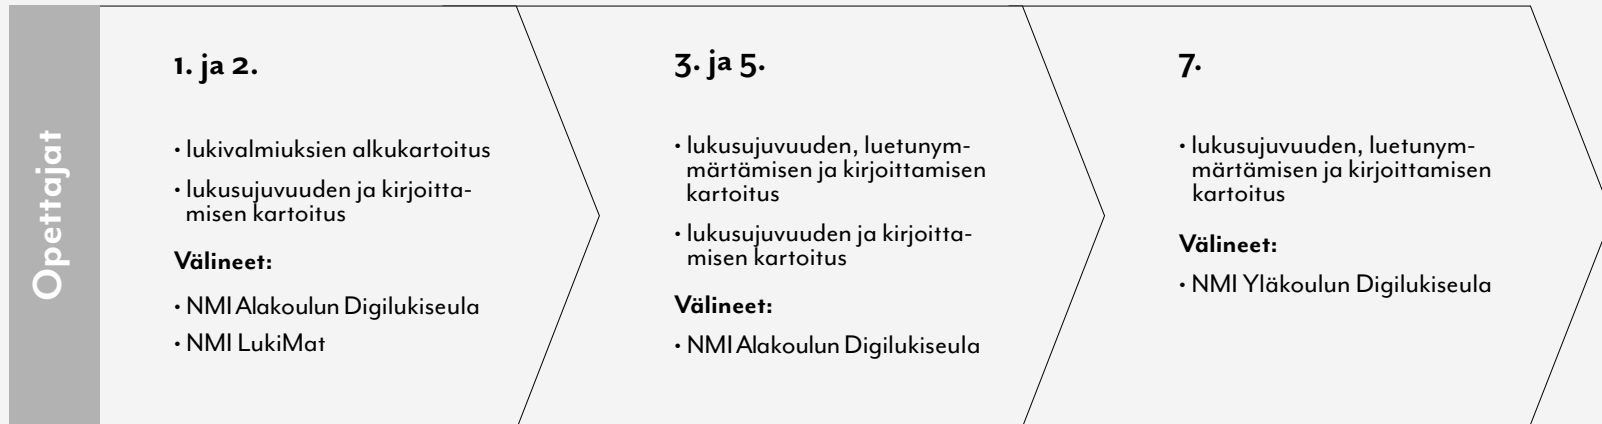 Opettajat
1. ja 2.
• lukivalmiuksien alkukartoitus
• lukusujuvuuden ja kirjoitta-
misen kartoitus
Välineet:
• NMI Alakoulun Digilukiseula
• NMI LukiMat
3. ja 5.
• lukusujuvuuden, luetunym-
märtämisen ja kirjoittamisen
kartoitus
• lukusujuvuuden ja kirjoitta-
misen kartoitus
Välineet:
• NMI Alakoulun Digilukiseula
7.
• lukusujuvuuden, luetunym-
märtämisen ja kirjoittamisen
kartoitus
Välineet:
• NMI Yläkoulun Digilukiseula